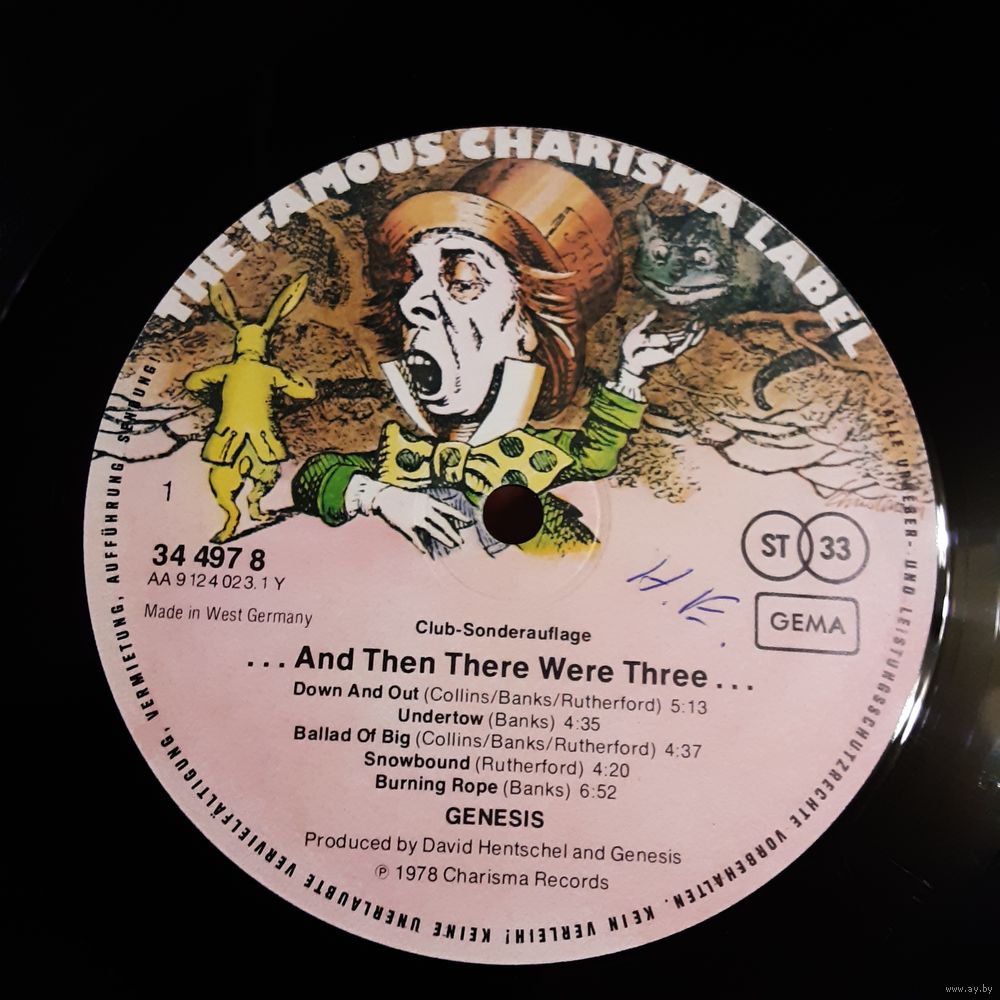 THE FAMOUS CHARISMA LABEL
1
34 497 8
AA 9124 023.1 Y
Made in West Germany
ST 33
GEMA
H.E.
Club-Sonderauflage
...And Then There Were Three...
Down And Out (Collins/Banks/Rutherford) 5:13
Undertow (Banks) 4:35
Ballad Of Big (Collins/Banks/Rutherford) 4:37
Snowbound (Rutherford) 4:20
Burning Rope (Banks) 6:52
GENESIS
Produced by David Hentschel and Genesis
℗ 1978 Charisma Records
ALLE URHEBER- UND LEISTUNGSSCHUTZRECHTE VORBEHALTEN. KEIN VERLEIH! KEINE UNERLAUBTE VERVIELFÄLTIGUNG, VERMIETUNG, AUFFÜHRUNG, SENDUNG!
www.ay.by